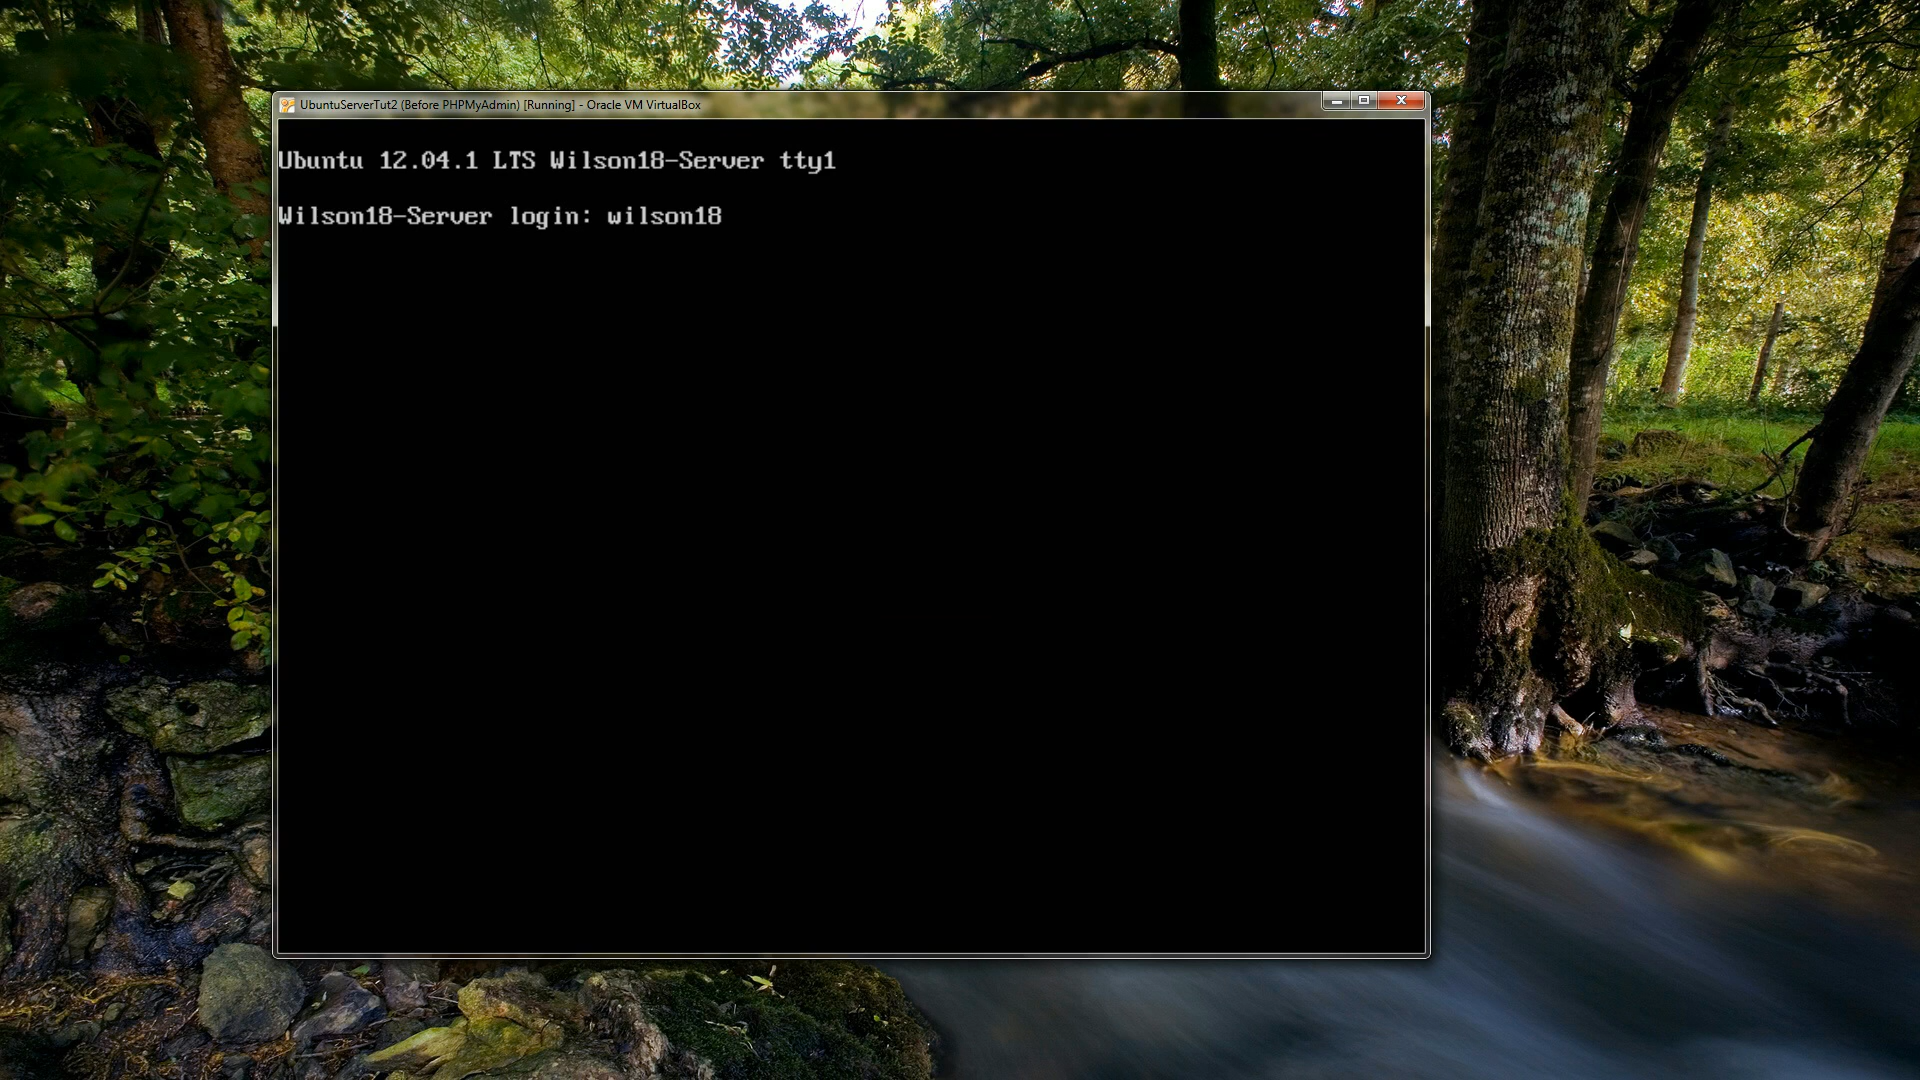 UbuntuServerTut2 (Before PHPMyAdmin) [Running] - Oracle VM VirtualBox
Ubuntu 12.04.1 LTS Wilson18-Server tty1
Wilson18-Server login: wilson18